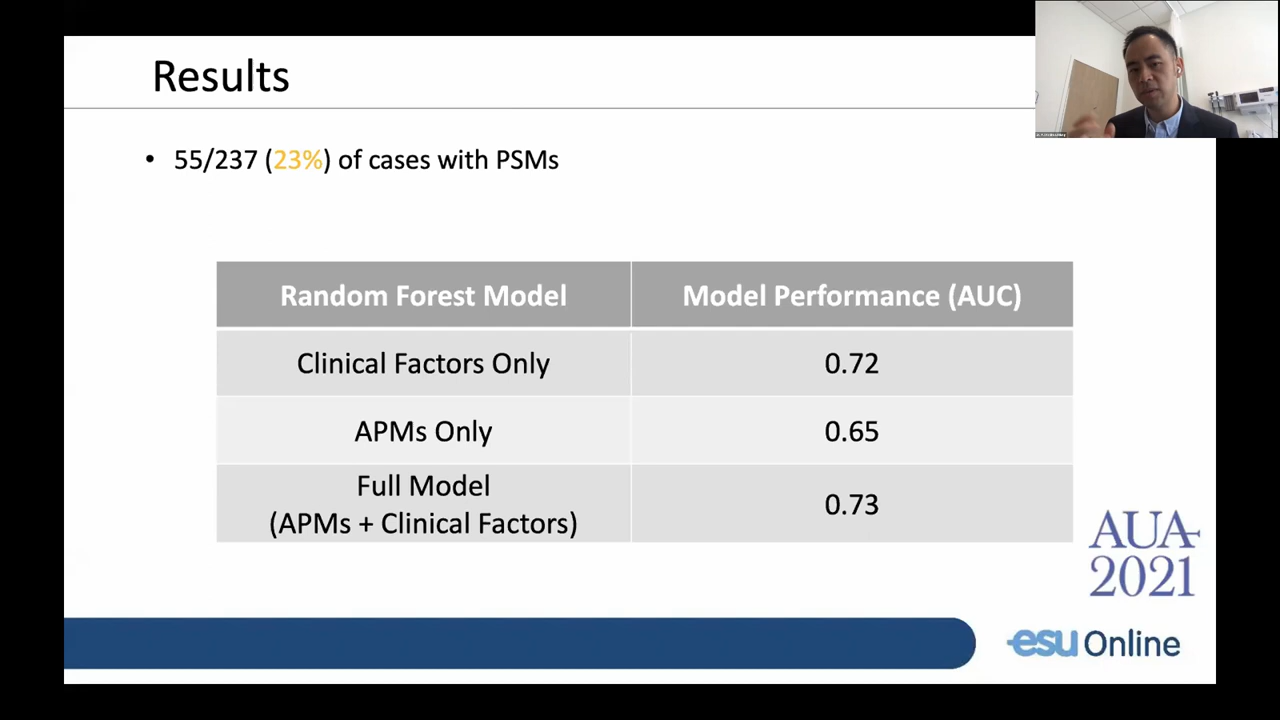 Results
• 55/237 (23%) of cases with PSMs
Random Forest Model
Model Performance (AUC)
Clinical Factors Only
0.72
APMs Only
0.65
Full Model
(APMs + Clinical Factors)
0.73
AUA
2021
esu Online